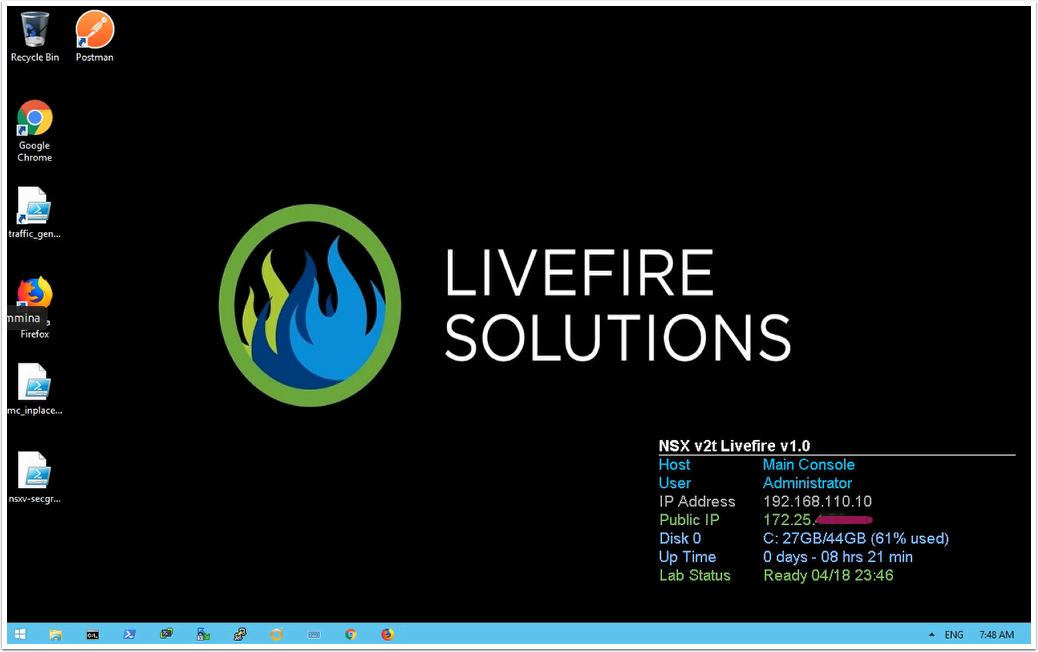 Recycle Bin
Postman
Google
Chrome
traffic_gen...
mmina
Firefox
mc_inplace...
nsxv-secgr...
LIVEFIRE
SOLUTIONS
NSX v2t Livefire v1.0
Host Main Console
User Administrator
IP Address 192.168.110.10
Public IP 172.25.
Disk 0 C: 27GB/44GB (61% used)
Up Time 0 days - 08 hrs 21 min
Lab Status Ready 04/18 23:46
C:\
ENG 7:48 AM